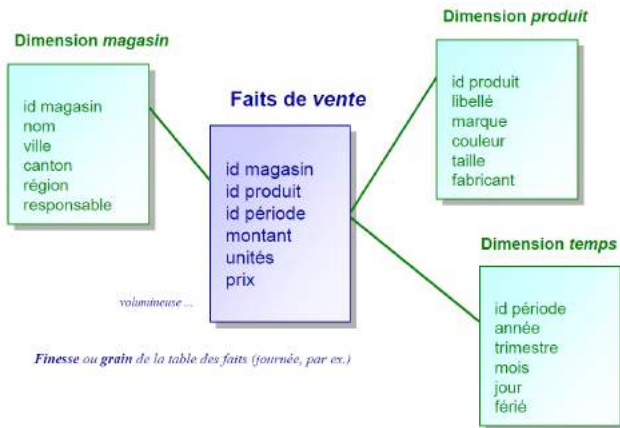 Dimension magasin
id magasin
nom
ville
canton
région
responsable
Faits de vente
id magasin
id produit
id période
montant
unités
prix
volumineuse ...
Finesse ou grain de la table des faits (journée, par ex.)
Dimension produit
id produit
libellé
marque
couleur
taille
fabricant
Dimension temps
id période
année
trimestre
mois
jour
férié